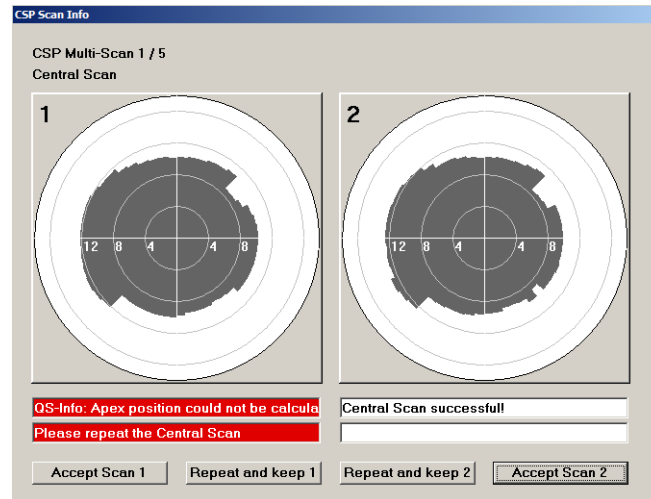 CSP Scan Info
CSP Multi-Scan 1 / 5
Central Scan
1
2
12 8 4 4 8
12 8 4 4 8
QS-Info: Apex position could not be calcula
Central Scan successful!
Please repeat the Central Scan
Accept Scan 1
Repeat and keep 1
Repeat and keep 2
Accept Scan 2